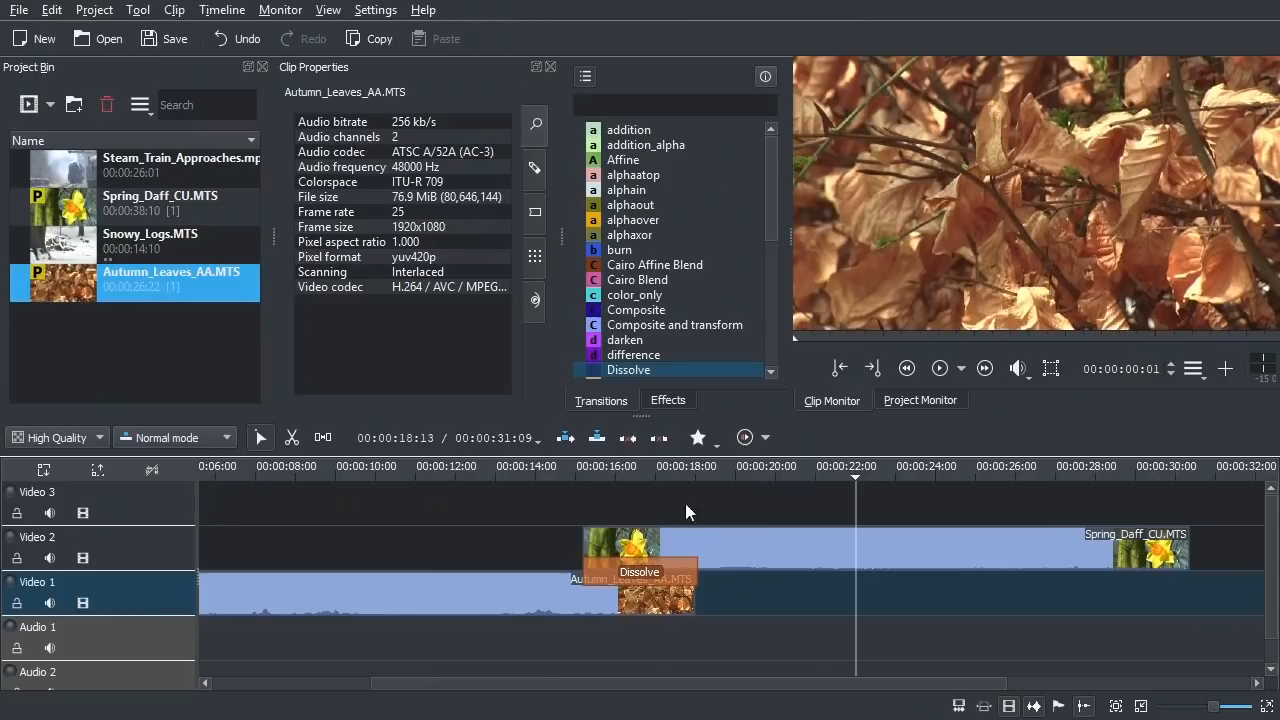 File Edit Project Tool Clip Timeline Monitor View Settings Help
New Open Save Undo Redo Copy Paste
Project Bin
Search
Name
Steam_Train_Approaches.mp
00:00:26:01
Spring_Daff_CU.MTS
00:00:38:10 [1]
Snowy_Logs.MTS
00:00:14:10
Autumn_Leaves_AA.MTS
00:00:26:22 [1]
Clip Properties
Autumn_Leaves_AA.MTS
Audio bitrate 256 kb/s
Audio channels 2
Audio codec ATSC A/52A (AC-3)
Audio frequency 48000 Hz
Colorspace ITU-R 709
File size 76.9 MiB (80,646,144)
Frame rate 25
Frame size 1920x1080
Pixel aspect ratio 1.000
Pixel format yuv420p
Scanning Interlaced
Video codec H.264 / AVC / MPEG...
a addition
a addition_alpha
A Affine
a alphaatop
a alphain
a alphaout
a alphaover
a alphaxor
b burn
C Cairo Affine Blend
C Cairo Blend
c color_only
C Composite
C Composite and transform
d darken
d difference
Dissolve
Transitions Effects
00:00:00:01
-15 0
Clip Monitor Project Monitor
High Quality Normal mode 00:00:18:13 / 00:00:31:09
0:06:00 00:00:08:00 00:00:10:00 00:00:12:00 00:00:14:00 00:00:16:00 00:00:18:00 00:00:20:00 00:00:22:00 00:00:24:00 00:00:26:00 00:00:28:00 00:00:30:00 00:00:32:00
Video 3
Video 2
Spring_Daff_CU.MTS
Dissolve
Video 1
Autumn_Leaves_AA.MTS
Audio 1
Audio 2